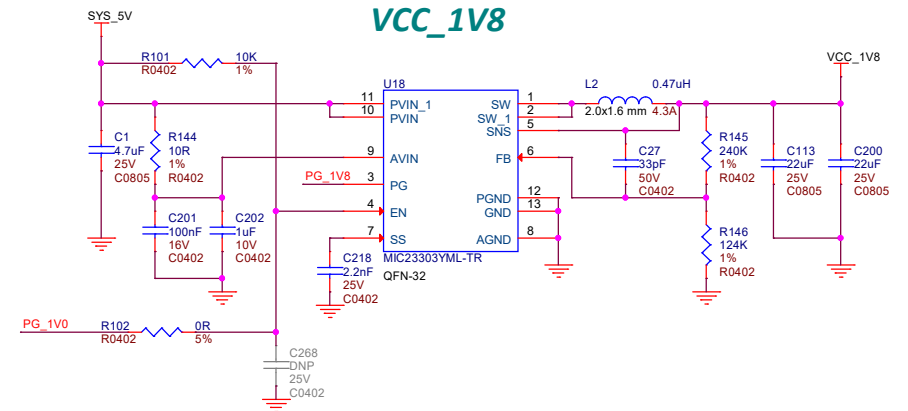 VCC_1V8
SYS_5V
R101 10K
R0402 1%
U18
VCC_1V8
L2 0.47uH
2.0x1.6 mm 4.3A
11 PVIN_1 SW 1
10 PVIN SW_1 2
SNS 5
C1
4.7uF
25V
C0805
R144
10R
1%
R0402
9 AVIN FB 6
PG_1V8 3 PG
4 EN
7 SS
PGND 12
GND 13
AGND 8
MIC23303YML-TR
QFN-32
C27
33pF
50V
C0402
R145
240K
1%
R0402
C113
22uF
25V
C0805
C200
22uF
25V
C0805
C201
100nF
16V
C0402
C202
1uF
10V
C0402
C218
2.2nF
25V
C0402
R146
124K
1%
R0402
PG_1V0 R102 0R
R0402 5%
C268
DNP
25V
C0402